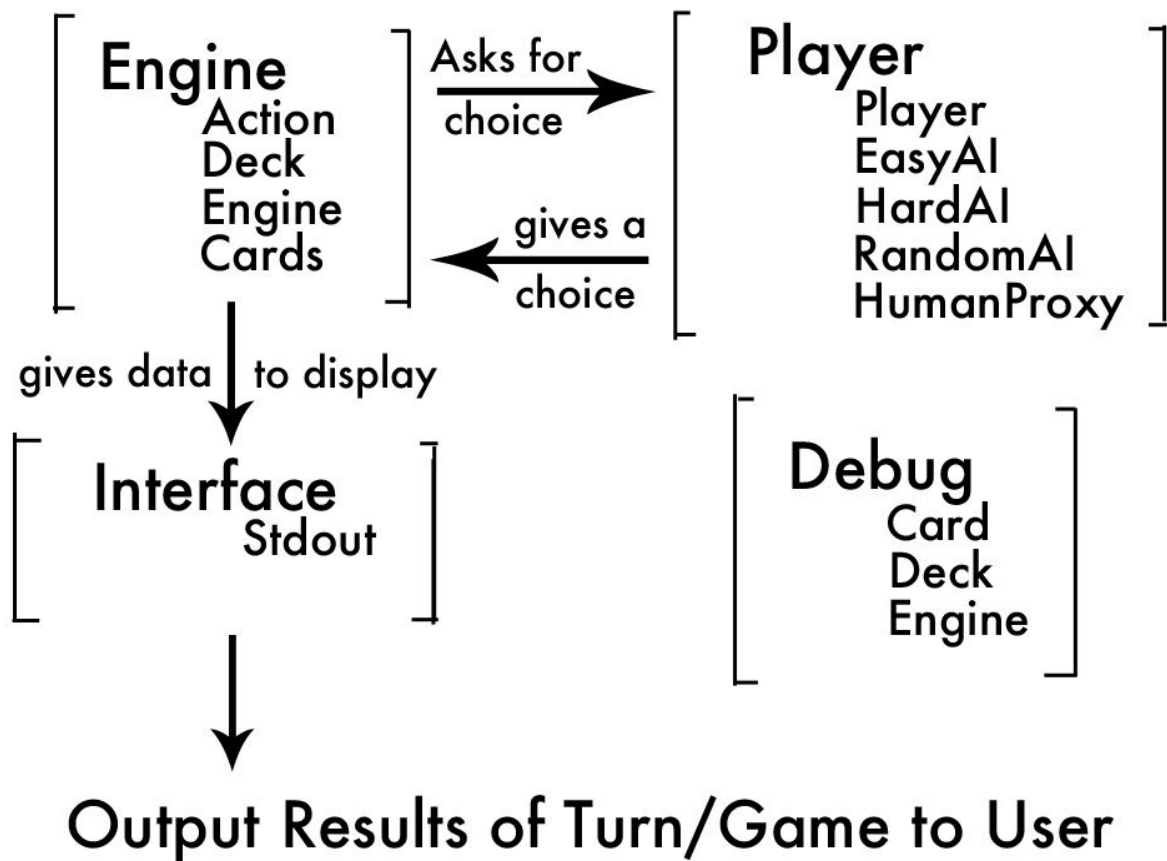 Engine
Action
Deck
Engine
Cards
Asks for
choice
gives a
choice
Player
Player
EasyAI
HardAI
RandomAI
HumanProxy
gives data to display
Interface
Stdout
Debug
Card
Deck
Engine
Output Results of Turn/Game to User